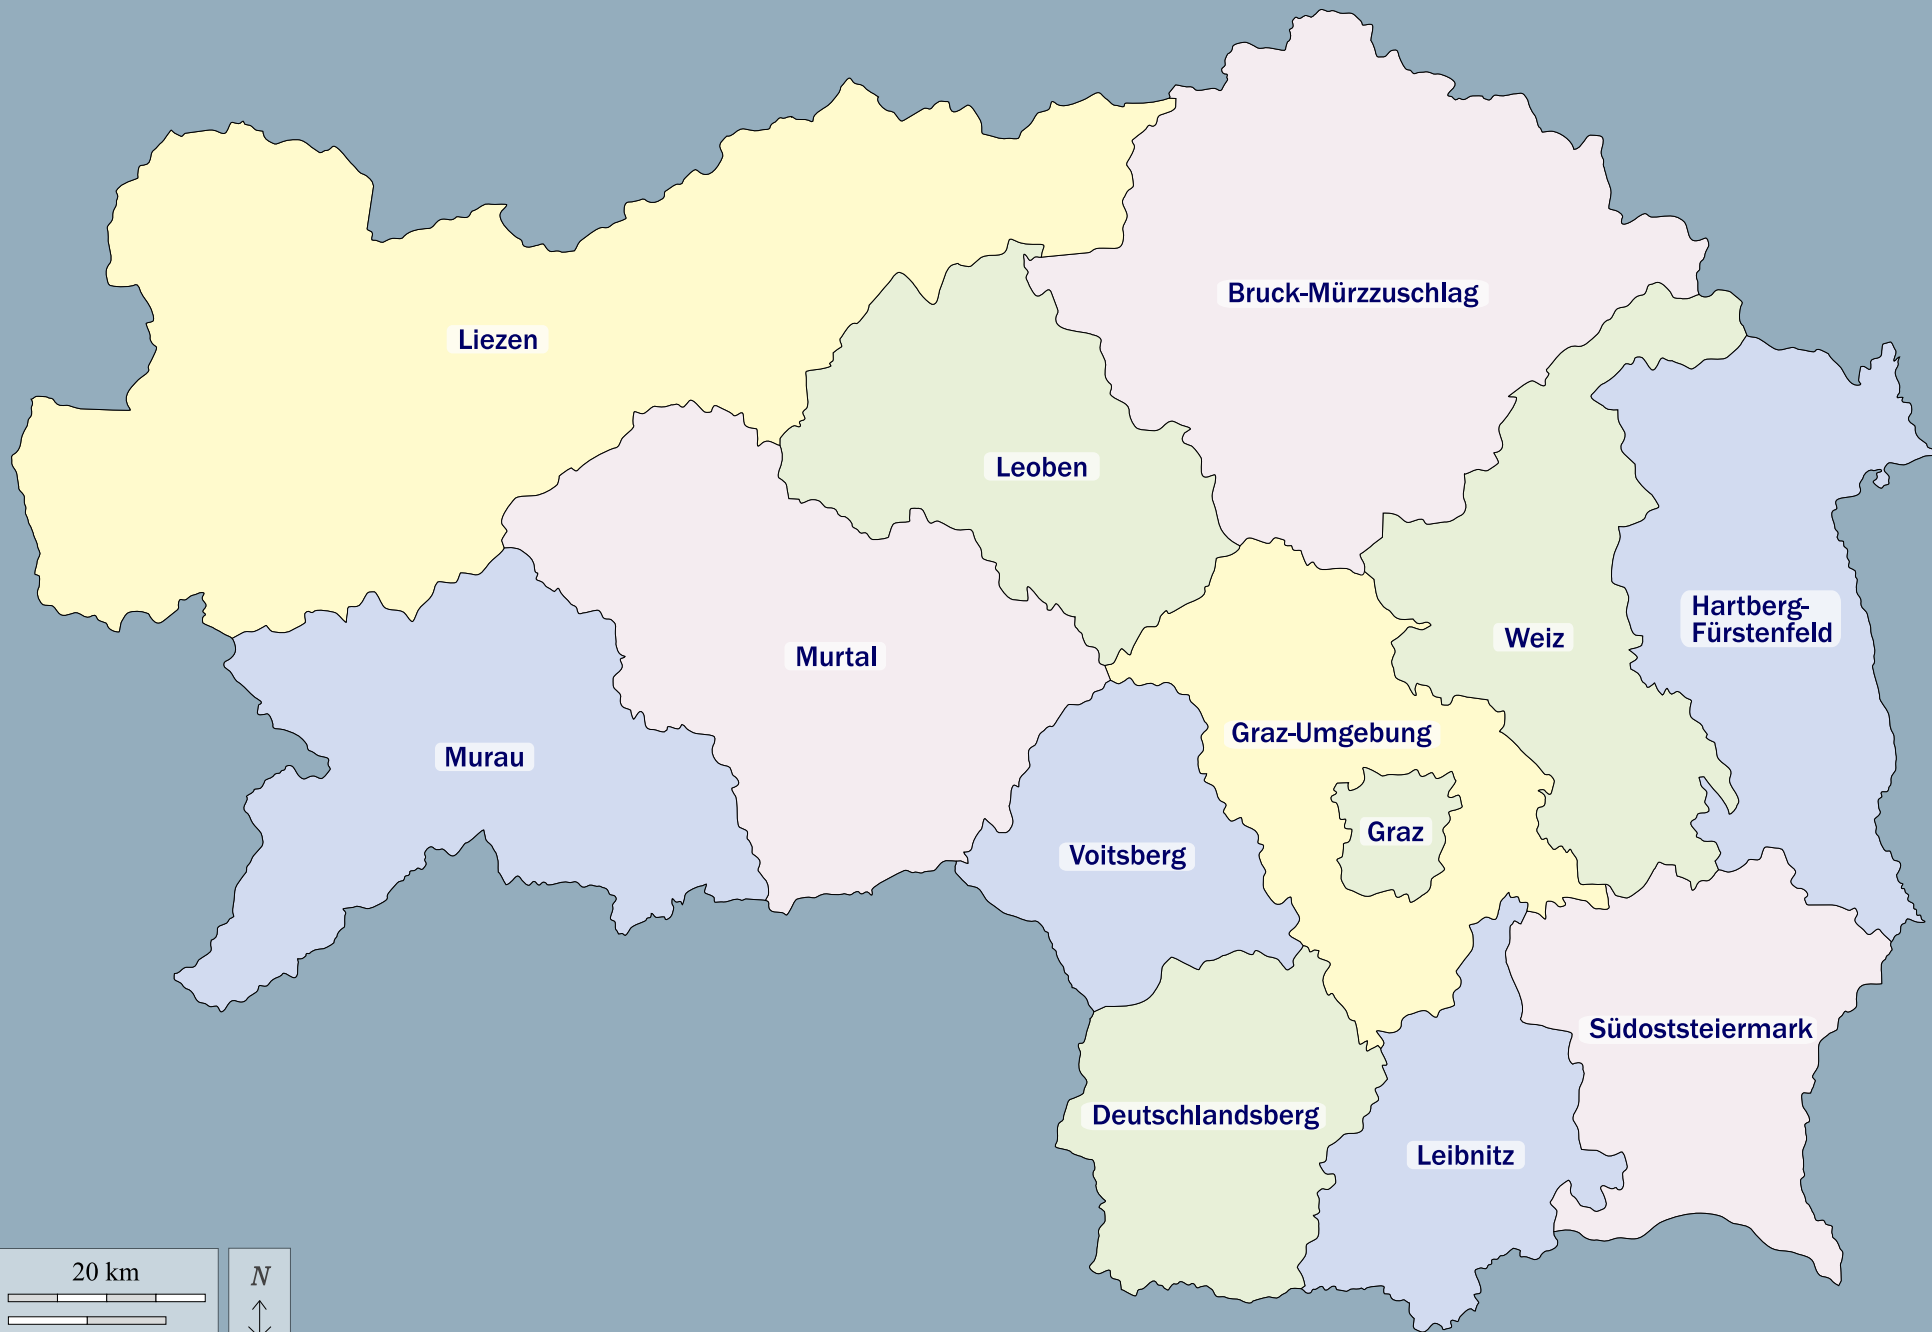 Bruck-Mürzzuschlag
Liezen
Leoben
Hartberg-
Fürstenfeld
Weiz
Murtal
Graz-Umgebung
Murau
Graz
Voitsberg
Südoststeiermark
Deutschlandsberg
Leibnitz
20 km
N